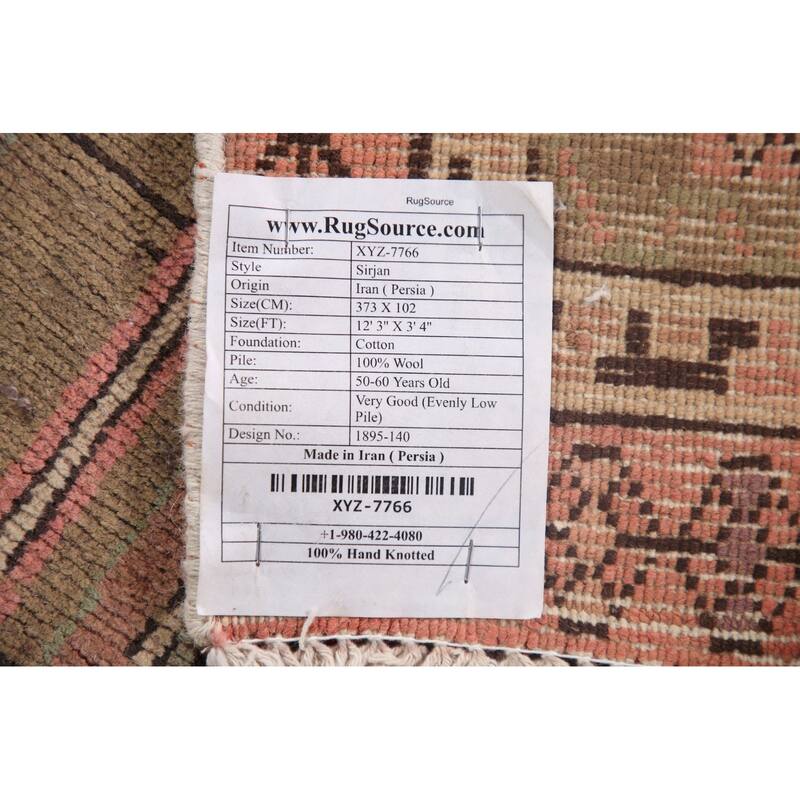 RugSource
www.RugSource.com
Item Number: XYZ-7766
Style Sirjan
Origin Iran ( Persia )
Size(CM): 373 X 102
Size(FT): 12' 3" X 3' 4"
Foundation: Cotton
Pile: 100% Wool
Age: 50-60 Years Old
Condition: Very Good (Evenly Low
Pile)
Design No.: 1895-140
Made in Iran ( Persia )
XYZ-7766
+1-980-422-4080
100% Hand Knotted